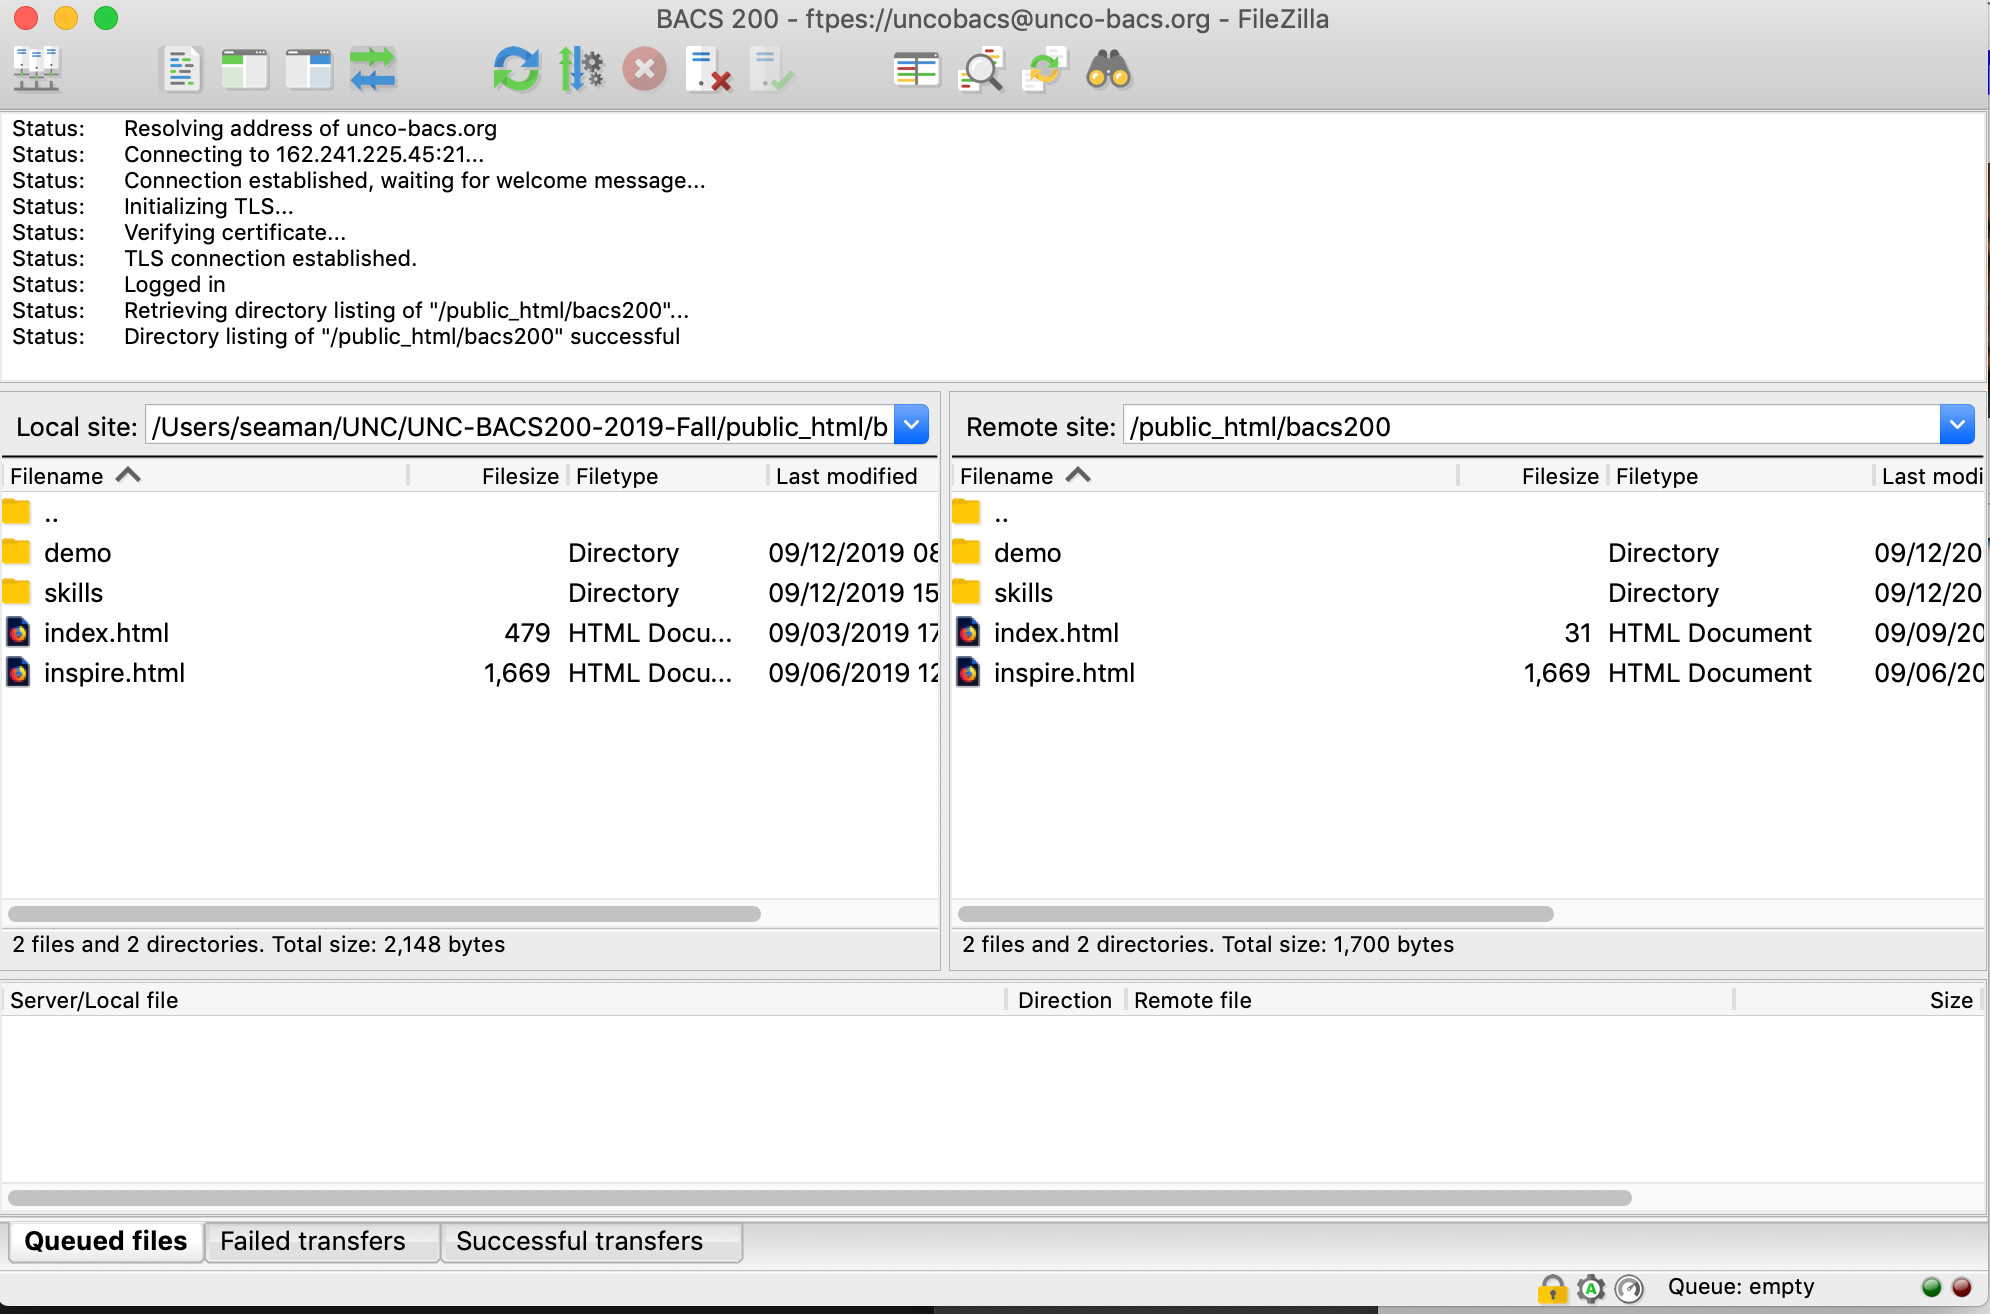 BACS 200 - ftpes://uncobacs@unco-bacs.org - FileZilla
Status: Resolving address of unco-bacs.org
Status: Connecting to 162.241.225.45:21...
Status: Connection established, waiting for welcome message...
Status: Initializing TLS...
Status: Verifying certificate...
Status: TLS connection established.
Status: Logged in
Status: Retrieving directory listing of "/public_html/bacs200"...
Status: Directory listing of "/public_html/bacs200" successful
Local site: /Users/seaman/UNC/UNC-BACS200-2019-Fall/public_html/b
Filename Filesize Filetype Last modified
..
demo Directory 09/12/2019 08
skills Directory 09/12/2019 15
index.html 479 HTML Docu... 09/03/2019 17
inspire.html 1,669 HTML Docu... 09/06/2019 12
2 files and 2 directories. Total size: 2,148 bytes
Remote site: /public_html/bacs200
Filename Filesize Filetype Last modi
..
demo Directory 09/12/20
skills Directory 09/12/20
index.html 31 HTML Document 09/09/20
inspire.html 1,669 HTML Document 09/06/20
2 files and 2 directories. Total size: 1,700 bytes
Server/Local file Direction Remote file Size
Queued files Failed transfers Successful transfers
A Queue: empty